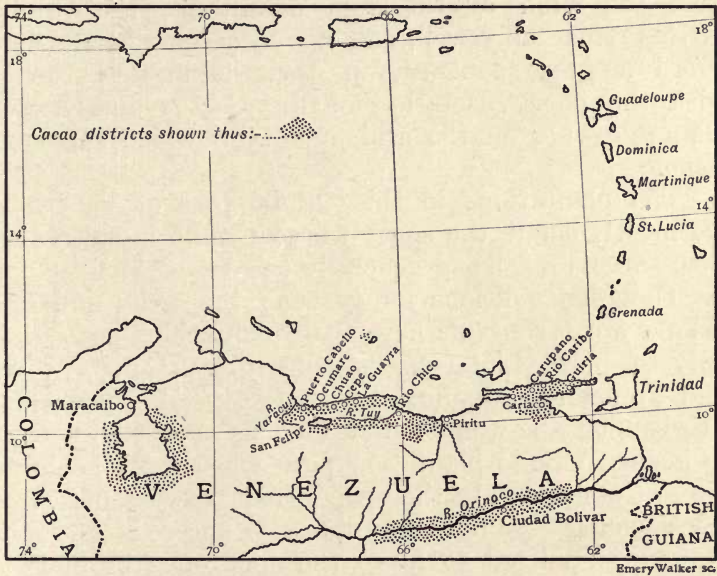 74°
70°
66°
62°
18°
18°
Cacao districts shown thus:-
Guadeloupe
Dominica
Martinique
14°
14°
St. Lucia
Grenada
Trinidad
R. Yaracuy
Puerto Cabello
Ocumare
Chuao
Cepe
La Guayra
Rio Chico
Carupano
Rio Caribe
Guiria
Cariaco
Maracaibo
San Felipe
R. Tuy
Piritu
10°
10°
COLOMBIA
VENEZUELA
R. Orinoco
Ciudad Bolivar
BRITISH
GUIANA
74°
70°
66°
62°
Emery Walker sc.